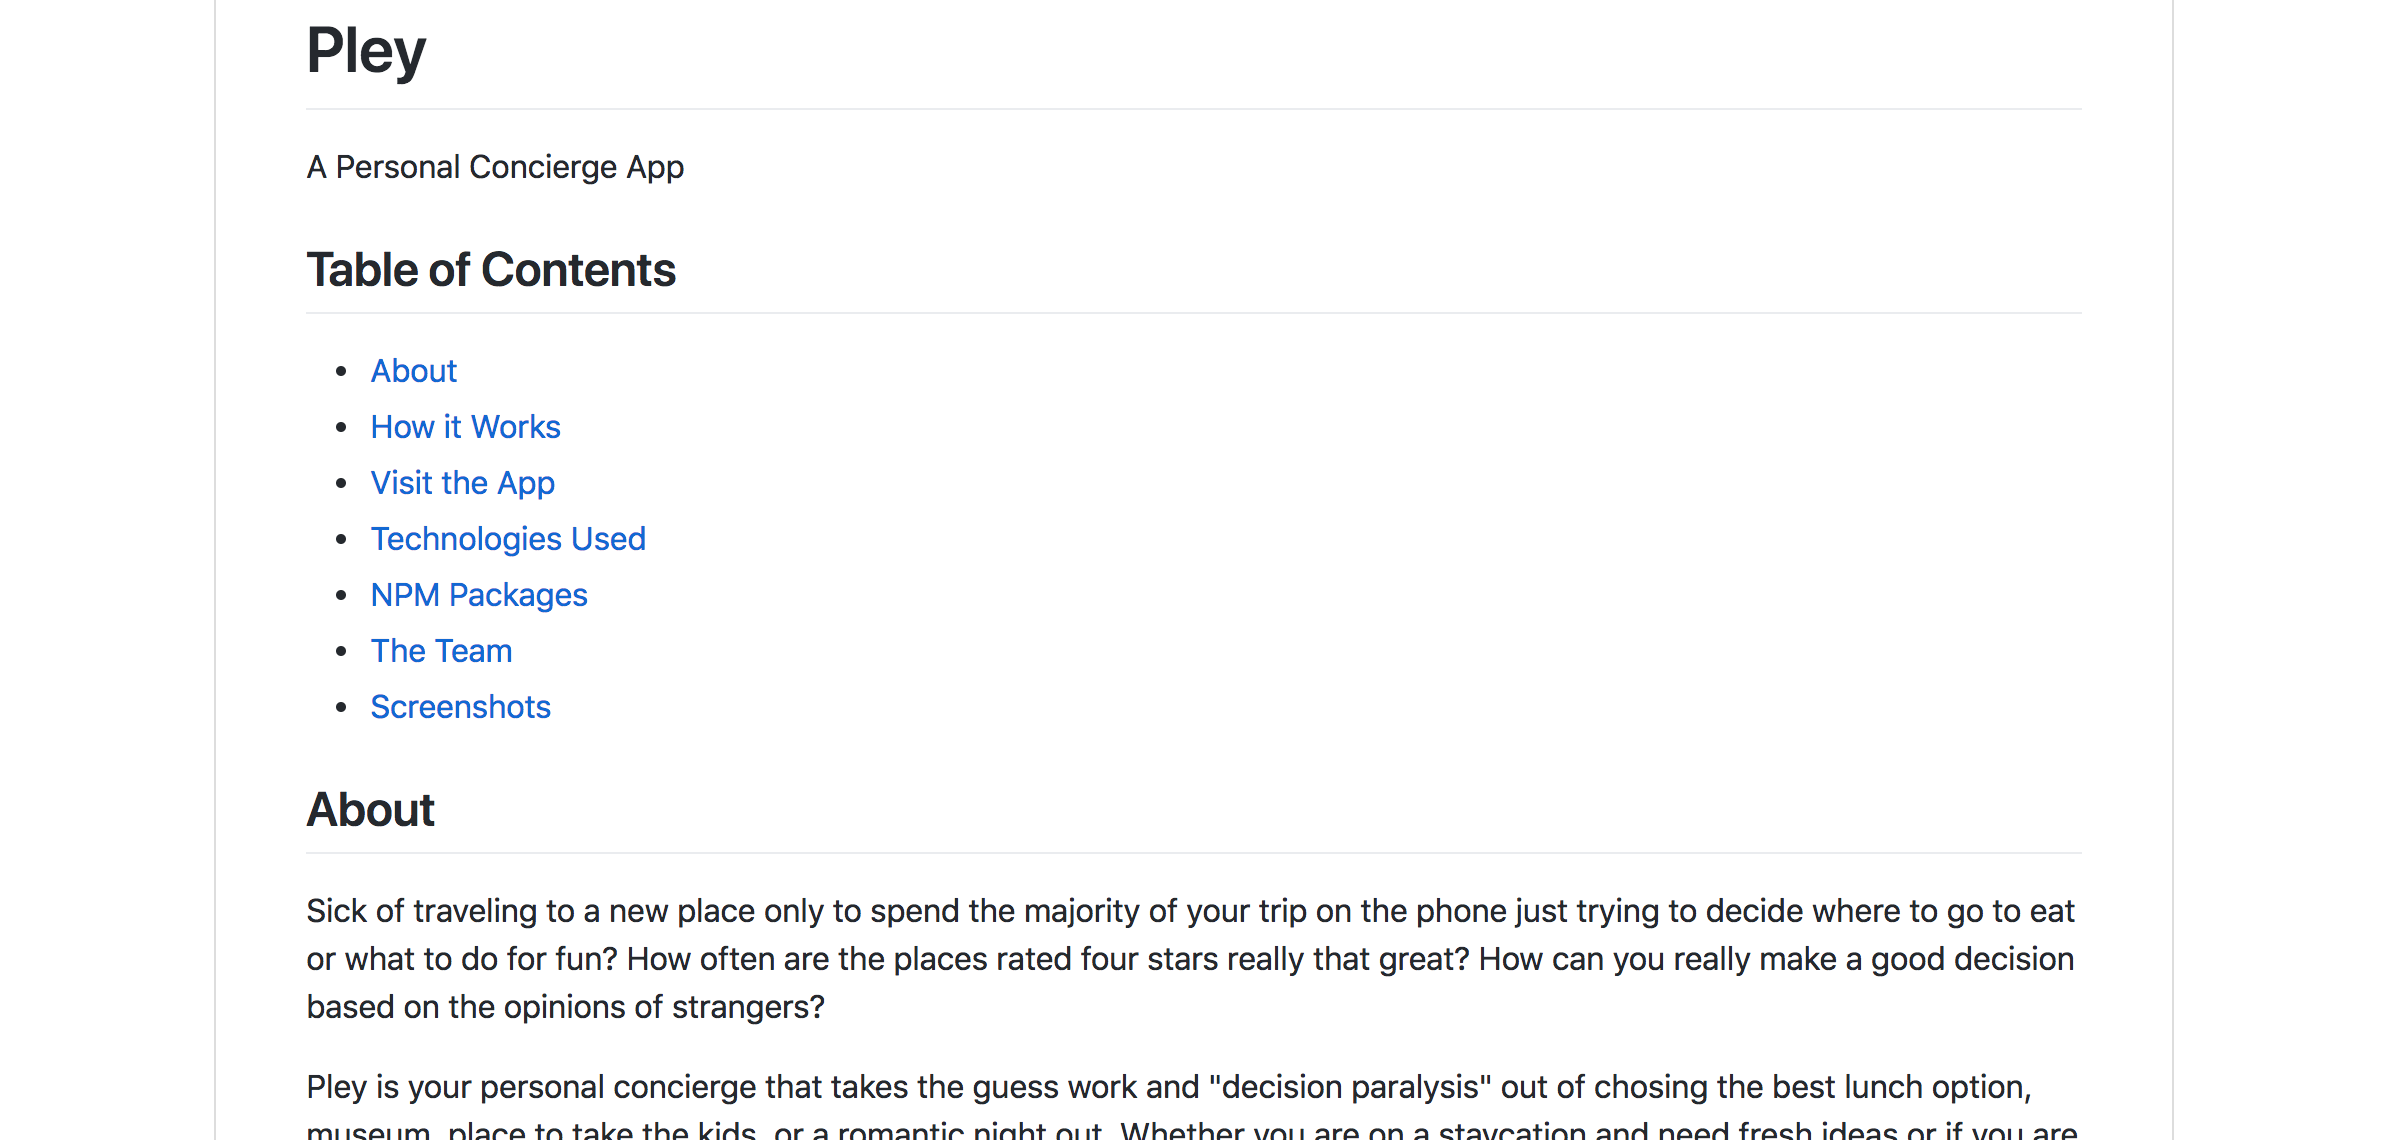 Pley
A Personal Concierge App
Table of Contents
About
How it Works
Visit the App
Technologies Used
NPM Packages
The Team
Screenshots
About
Sick of traveling to a new place only to spend the majority of your trip on the phone just trying to decide where to go to eat
or what to do for fun? How often are the places rated four stars really that great? How can you really make a good decision
based on the opinions of strangers?
Pley is your personal concierge that takes the guess work and "decision paralysis" out of chosing the best lunch option,
museum, place to take the kids, or a romantic night out. Whether you are on a staycation and need fresh ideas or if you are